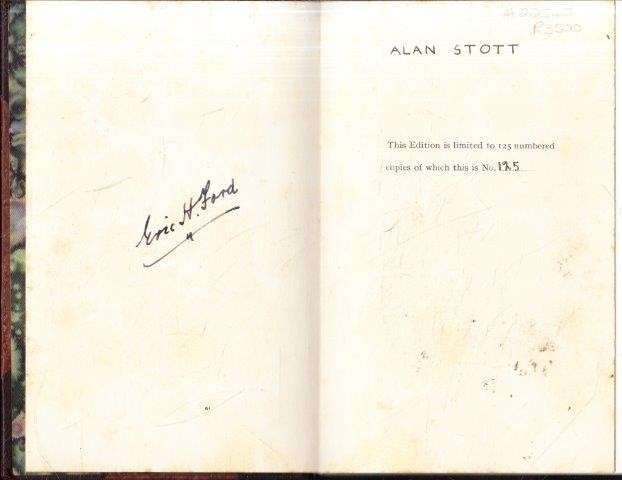 Eric H. Ford
R3500
ALAN STOTT
This Edition is limited to 125 numbered
copies of which this is No. 125